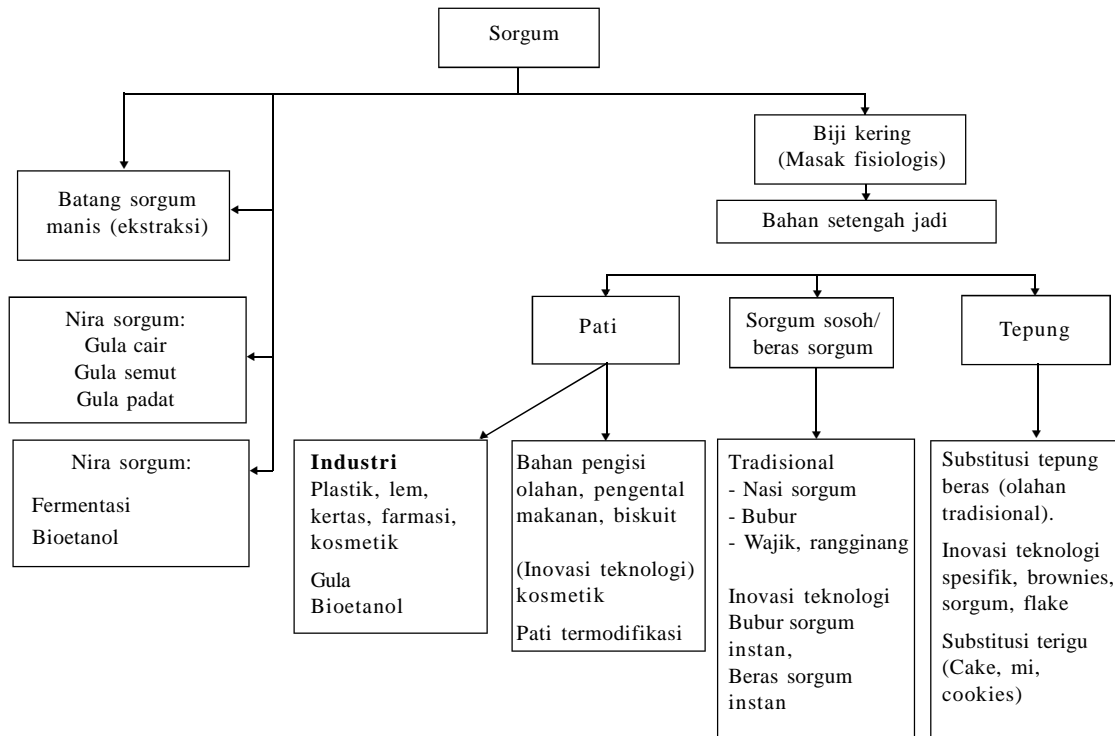 Sorgum
Biji kering
(Masak fisiologis)
Batang sorgum
manis (ekstraksi)
Bahan setengah jadi
Nira sorgum:
Gula cair
Gula semut
Gula padat
Pati
Sorgum sosoh/
beras sorgum
Tepung
Nira sorgum:
Fermentasi
Bioetanol
Industri
Plastik, lem,
kertas, farmasi,
kosmetik
Gula
Bioetanol
Bahan pengisi
olahan, pengental
makanan, biskuit
(Inovasi teknologi)
kosmetik
Pati termodifikasi
Tradisional
- Nasi sorgum
- Bubur
- Wajik, rangginang
Inovasi teknologi
Bubur sorgum
instan,
Beras sorgum
instan
Substitusi tepung
beras (olahan
tradisional).
Inovasi teknologi
spesifik, brownies,
sorgum, flake
Substitusi terigu
(Cake, mi,
cookies)